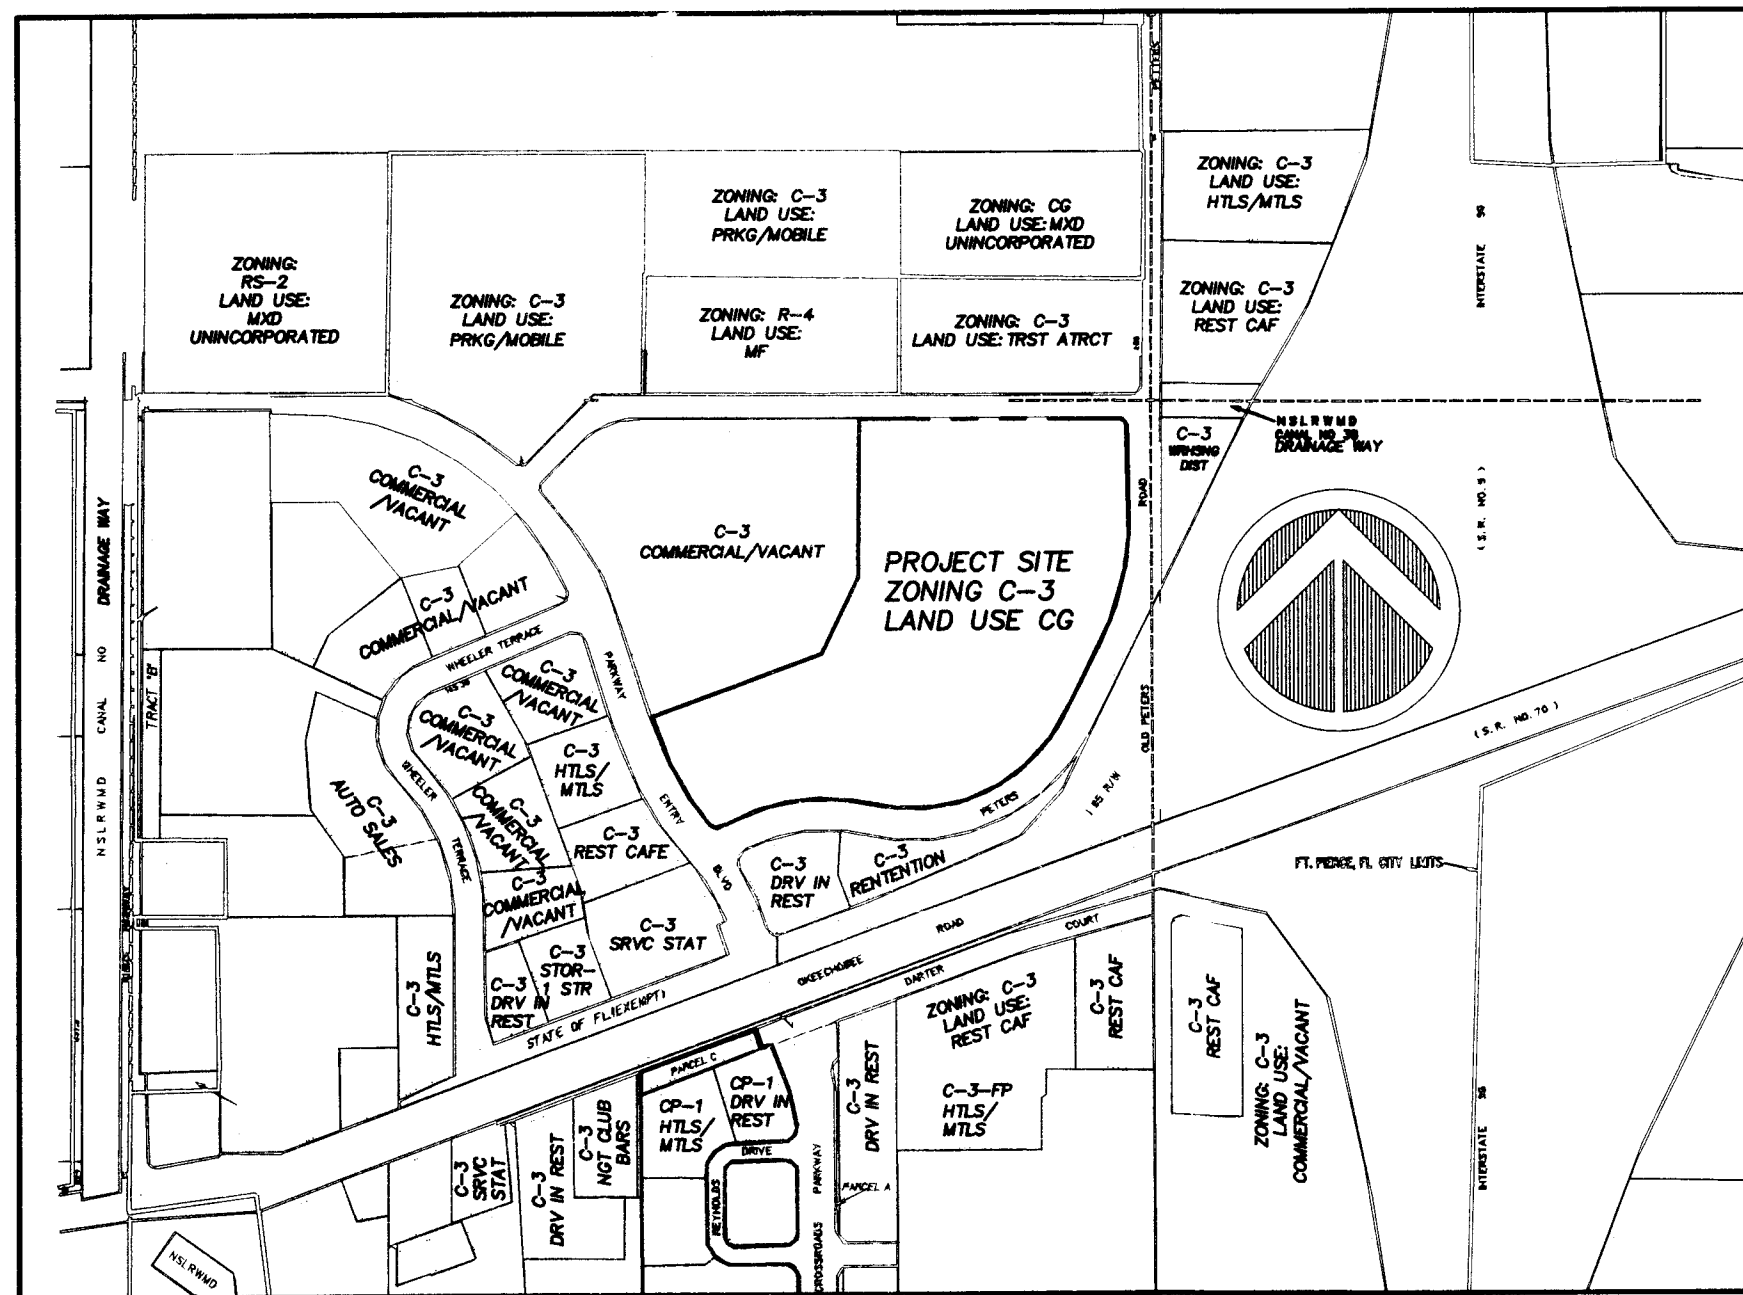 PETERS
ZONING: C-3
LAND USE:
HTLS/MTLS
ZONING: C-3
LAND USE:
PRKG/MOBILE
ZONING: CG
LAND USE: MXD
UNINCORPORATED
ZONING:
RS-2
LAND USE:
MXD
UNINCORPORATED
ZONING: C-3
LAND USE:
PRKG/MOBILE
ZONING: R-4
LAND USE:
MF
ZONING: C-3
LAND USE: TRST ATRCT
ZONING: C-3
LAND USE:
REST CAF
INTERSTATE 95
NSLRWMD
CANAL NO 38
DRAINAGE WAY
C-3
WRHSNG
DIST
ROAD
(S.R. NO. 9)
C-3
COMMERCIAL
/VACANT
C-3
COMMERCIAL/VACANT
PROJECT SITE
ZONING C-3
LAND USE CG
DRAINAGE WAY
NSLRWMD CANAL NO
TRACT "B"
C-3
COMMERCIAL/VACANT
WHEELER TERRACE
PARKWAY
C-3
COMMERCIAL
/VACANT
C-3
COMMERCIAL
/VACANT
OLD PETERS
(S.R. NO. 70)
C-3
HTLS/
MTLS
WHEELER
TERRACE
C-3
AUTO SALES
C-3
COMMERCIAL
/VACANT
ENTRY
BLVD
PETERS
C-3
REST CAFE
C-3
DRV IN
REST
C-3
RENTENTION
FT. PIERCE, FL CITY LIMITS
C-3
COMMERCIAL
/VACANT
C-3
SRVC STAT
C-3
STOR-
1 STR
C-3
DRV IN
REST
C-3
HTLS/MTLS
STATE OF FL(EXEMPT)
OKEECHOBEE
ROAD
DARTER
COURT
ZONING: C-3
LAND USE:
REST CAF
C-3
REST CAF
C-3
REST CAF
ZONING: C-3
LAND USE:
COMMERCIAL/VACANT
PARCEL C
CP-1
HTLS/
MTLS
CP-1
DRV IN
REST
C-3
DRV IN REST
C-3-FP
HTLS/
MTLS
C-3
NGT CLUB
BARS
C-3
DRV IN REST
C-3
SRVC
STAT
DRIVE
REYNOLDS
CROSSROADS PARKWAY
PARCEL A
INTERSTATE 95
NSLRWMD